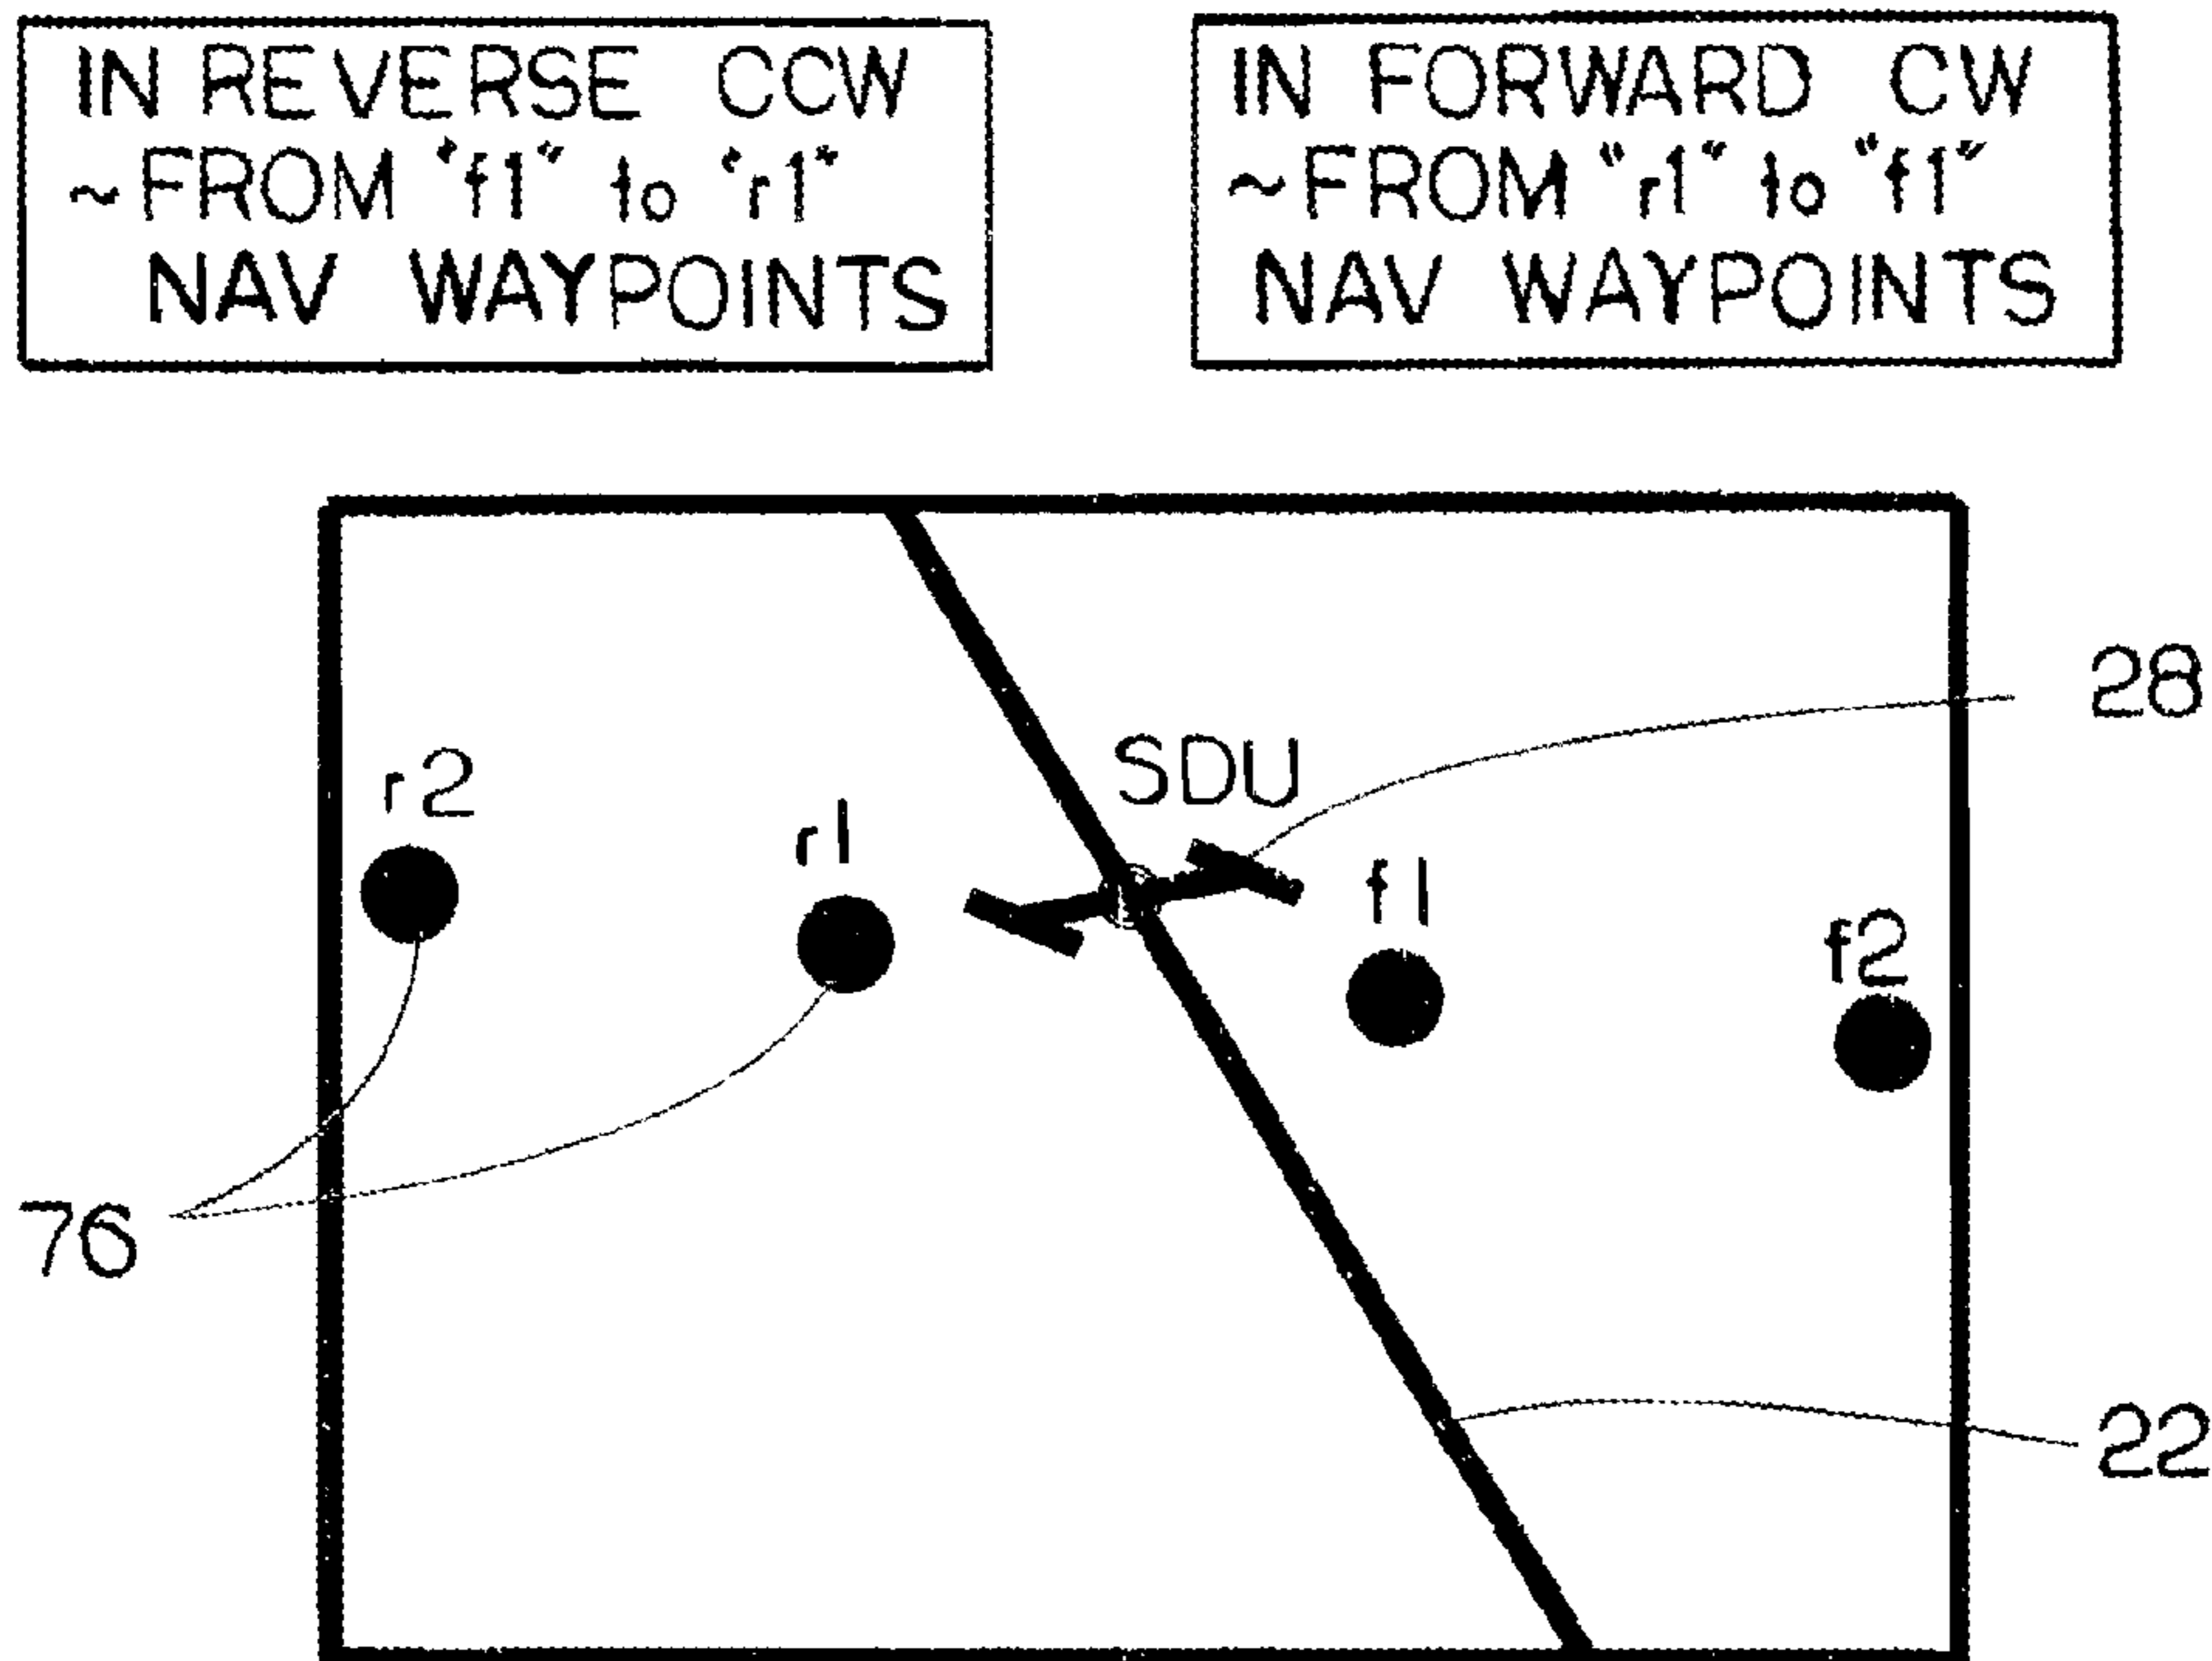 IN REVERSE CCW
~FROM "f1" to "r1"
NAV WAYPOINTS
IN FORWARD CW
~FROM "r1" to "f1"
NAV WAYPOINTS
28
SDU
r2
r1
f1
f2
76
22